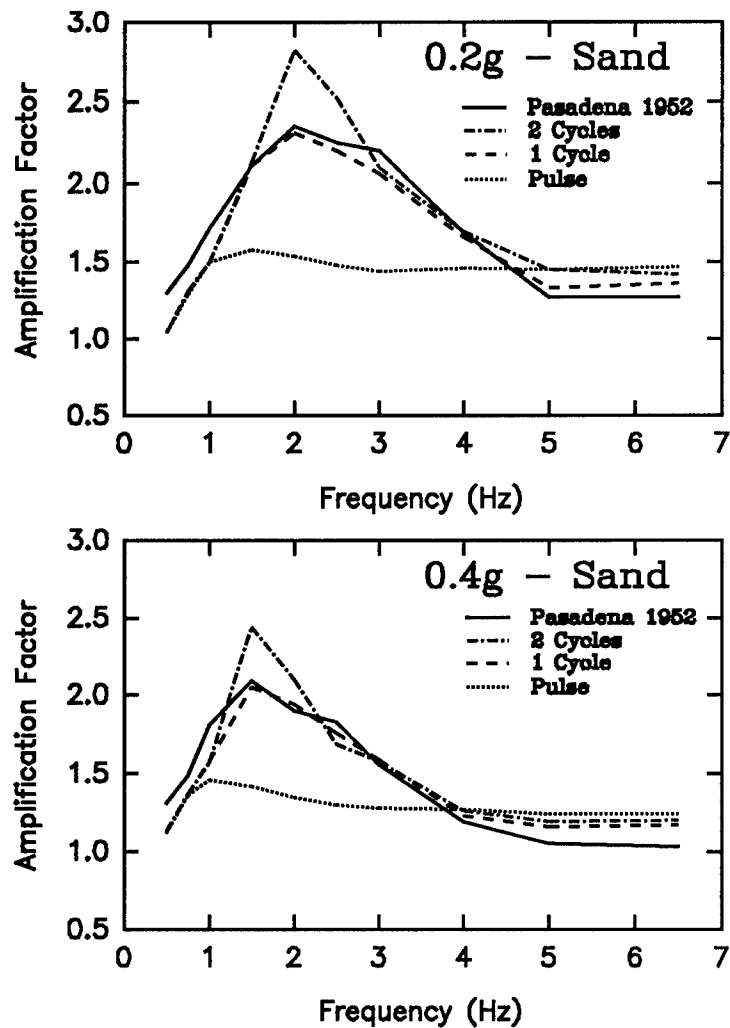 3.0
0.2g – Sand
Pasadena 1952
2 Cycles
1 Cycle
Pulse
2.5
2.0
1.5
1.0
0.5
Amplification Factor
0 1 2 3 4 5 6 7
Frequency (Hz)
3.0
0.4g – Sand
Pasadena 1952
2 Cycles
1 Cycle
Pulse
2.5
2.0
1.5
1.0
0.5
Amplification Factor
0 1 2 3 4 5 6 7
Frequency (Hz)